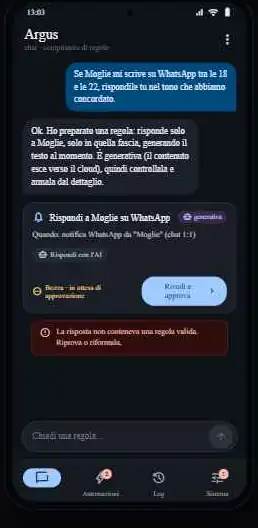 13:03
Argus
chat · compilatore di regole
Se Moglie mi scrive su WhatsApp tra le 18
e le 22, rispondile tu nel tono che abbiamo
concordato.
Ok. Ho preparato una regola: risponde solo
a Moglie, solo in quella fascia, generando il
testo al momento. È generativa (il contenuto
esce verso il cloud), quindi controllala e
armala dal dettaglio.
Rispondi a Moglie su WhatsApp
generativa
Quando: notifica WhatsApp da "Moglie" (chat 1:1)
Rispondi con l'AI
Bozza - in attesa di
approvazione
Rivedi e
approva
La risposta non conteneva una regola valida.
Riprova o riformula.
Chiedi una regola...
2
Automazioni
Log
Sistema